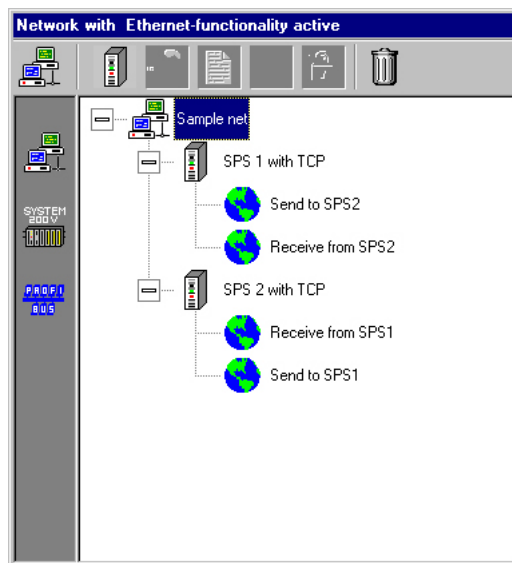 Network with Ethernet-functionality active
Sample net
SPS 1 with TCP
Send to SPS2
Receive from SPS2
SPS 2 with TCP
Receive from SPS1
Send to SPS1
SYSTEM
200V
PROFI
BUS